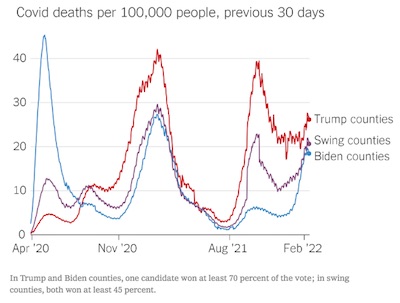 Covid deaths per 100,000 people, previous 30 days
40
30
20
10
0
Trump counties
Swing counties
Biden counties
Apr '20
Nov '20
Aug '21
Feb '22
In Trump and Biden counties, one candidate won at least 70 percent of the vote; in swing
counties, both won at least 45 percent.